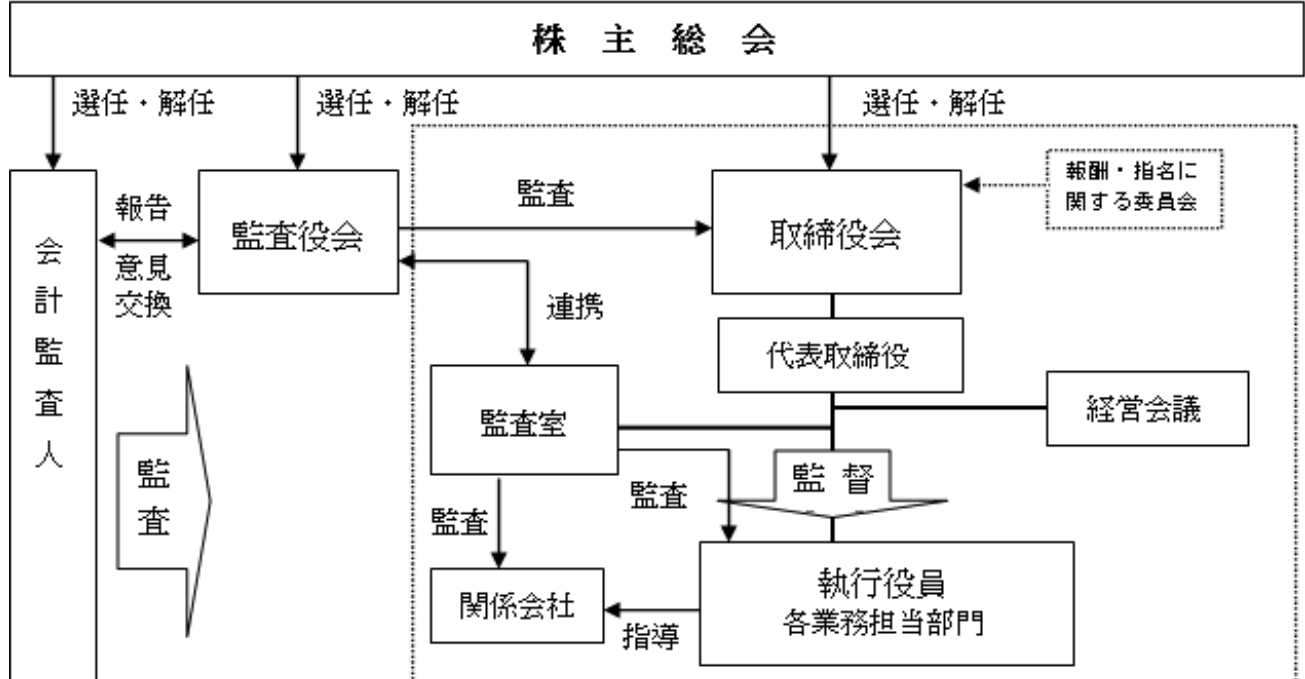 株主総会
選任・解任
選任・解任
選任・解任
報酬・指名に
関する委員会
監査役会
監査
取締役会
報告
意見
交換
会計監査人
連携
代表取締役
経営会議
監査室
監督
監査
監査
監査
執行役員
各業務担当部門
関係会社
指導